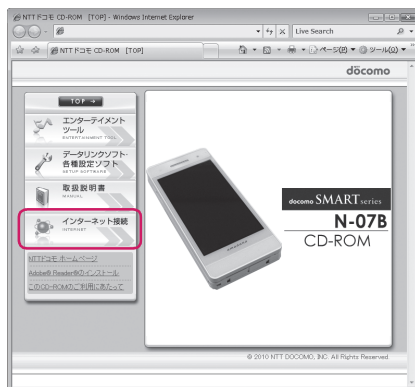 NTTドコモ CD-ROM [TOP] - Windows Internet Explorer
Live Search
NTTドコモ CD-ROM [TOP]
ページ(P)
ツール(O)
döcomo
TOP →
エンターテイメント
ツール
ENTERTAINMENT TOOL
データリンクソフト・
各種設定ソフト
SETUP SOFTWARE
取扱説明書
MANUAL
インターネット接続
INTERNET
NTTドコモ ホームページ
Adobe® Reader®のインストール
このCD-ROMのご利用にあたって
docomo SMART series
N-07B
CD-ROM
© 2010 NTT DOCOMO, INC. All Rights Reserved.